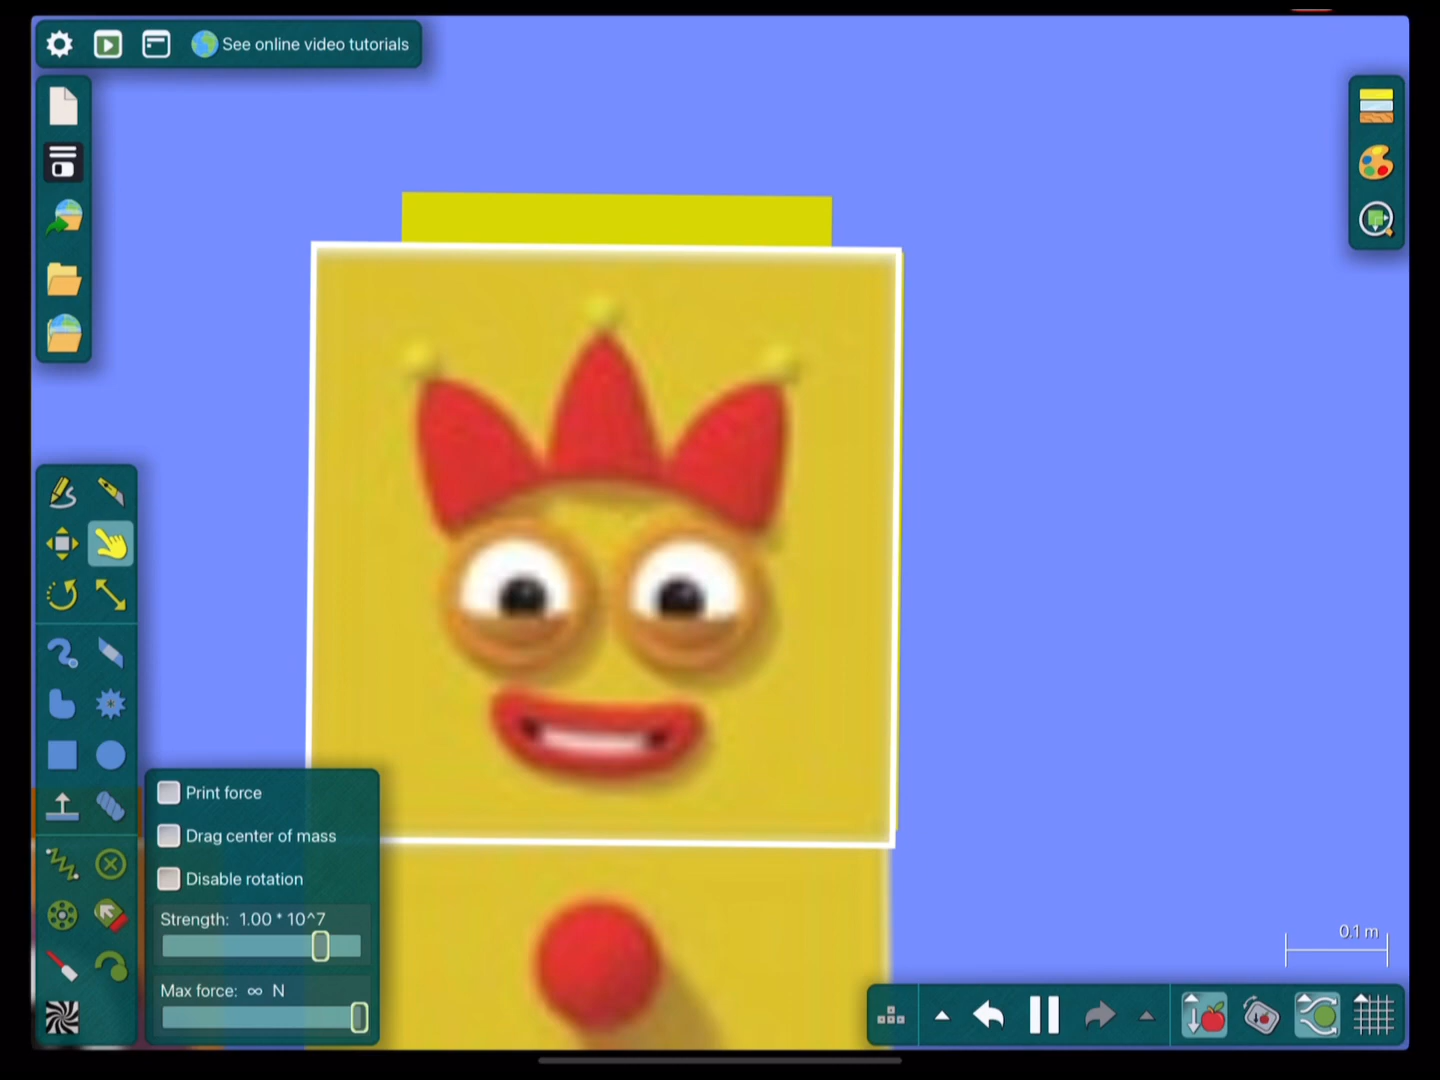 See online video tutorials
Print force
Drag center of mass
Disable rotation
Strength: 1.00 * 10^7
Max force: ∞ N
0.1 m